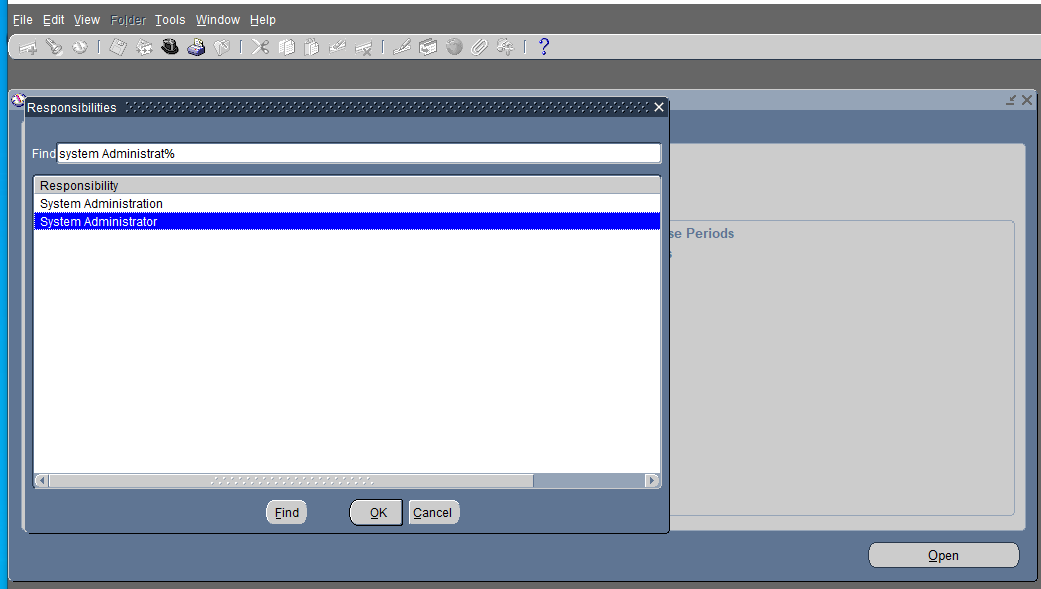 File Edit View Folder Tools Window Help
?
Responsibilities
Find system Administrat%
Responsibility
System Administration
System Administrator
se Periods
s
Find OK Cancel
Open